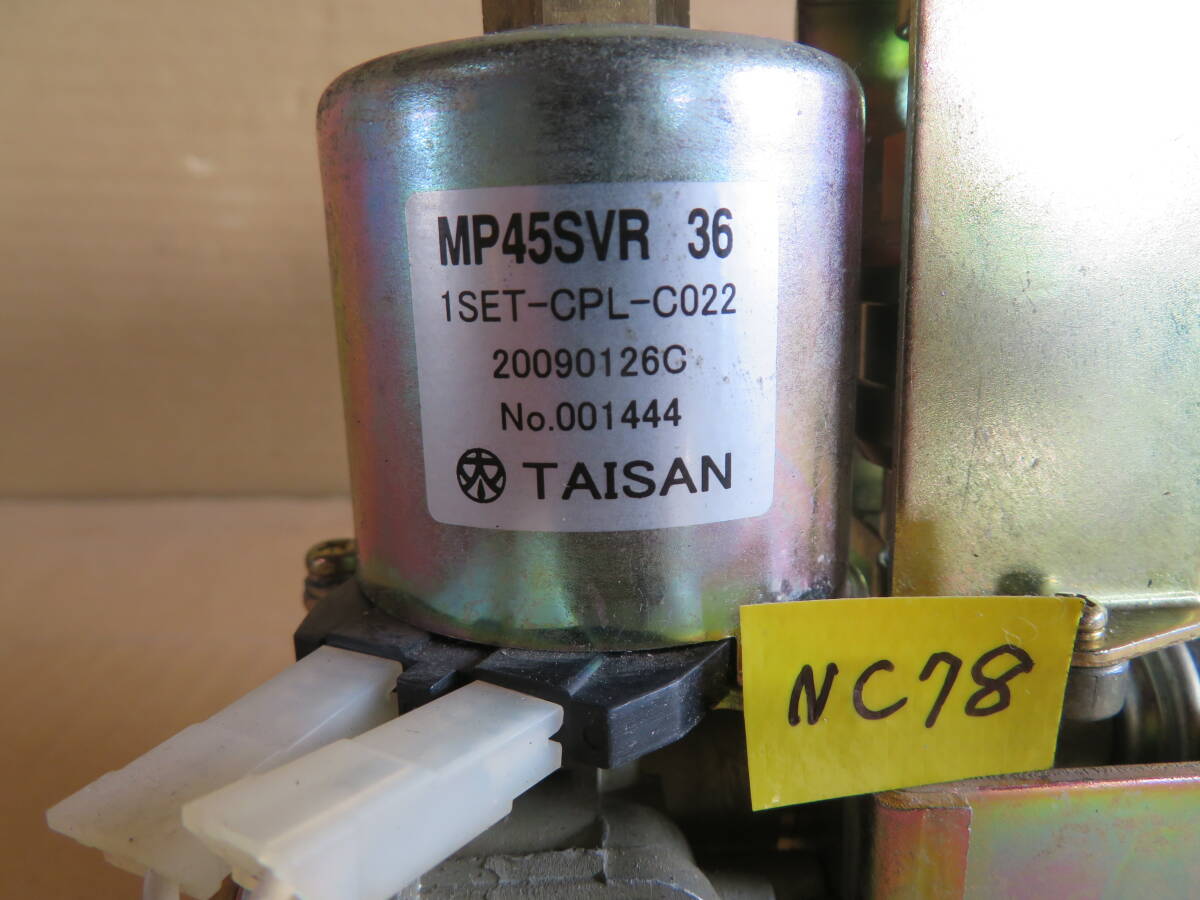 MP45SVR 36
1SET-CPL-C022
20090126C
No.001444
TAISAN
NC78